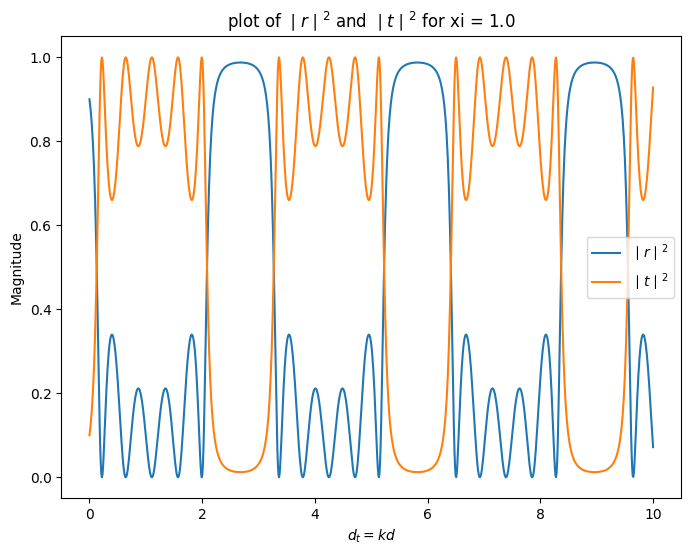 plot of | r |² and | t |² for xi = 1.0
1.0
0.8
0.6
0.4
0.2
0.0
Magnitude
| r |²
| t |²
0 2 4 6 8 10
dₜ = kd